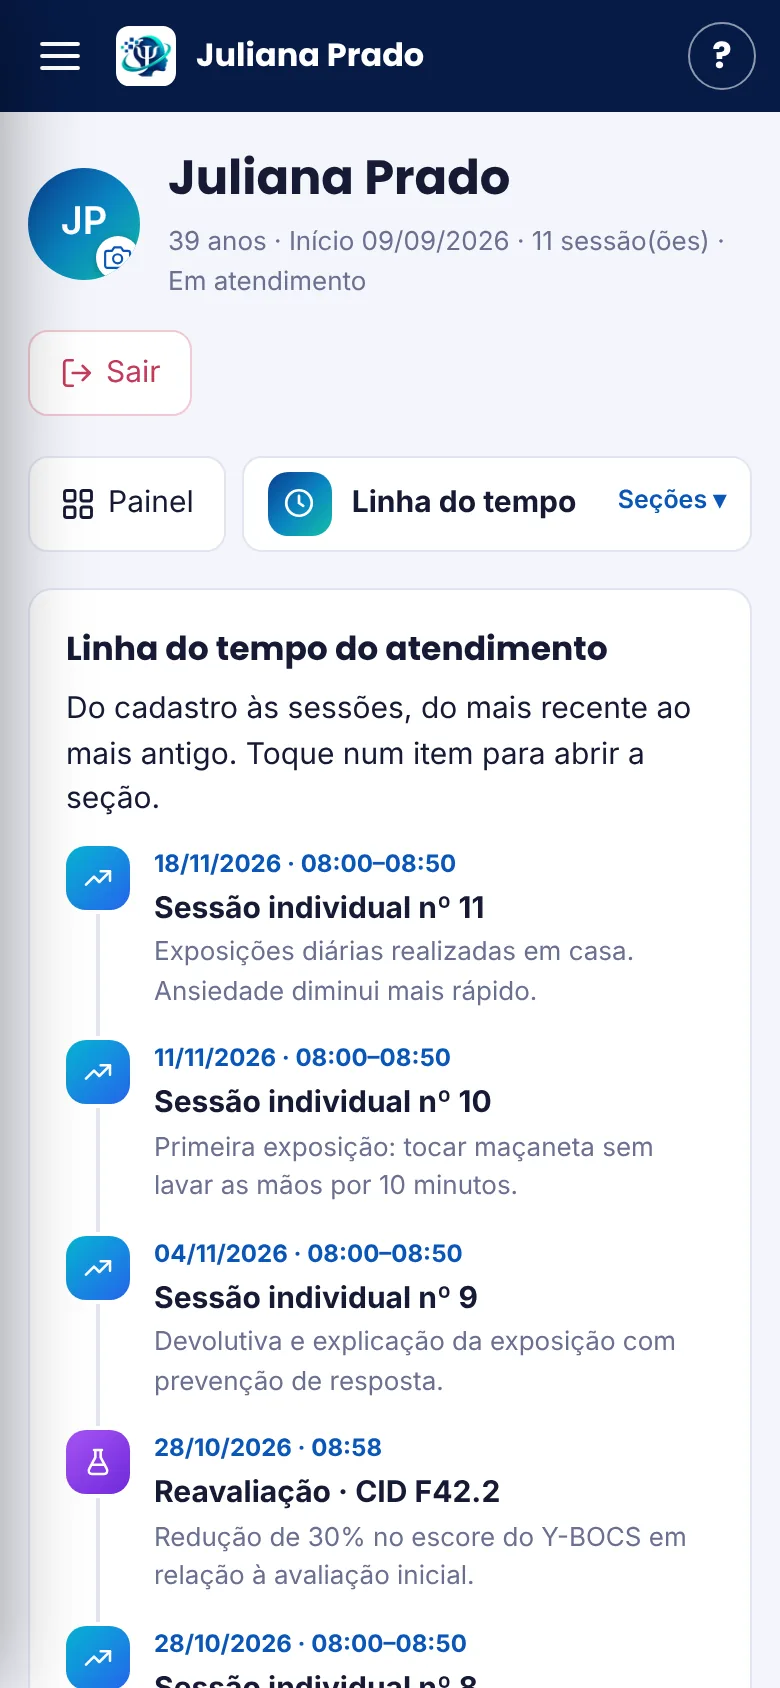 Juliana Prado
?
Juliana Prado
JP
39 anos · Início 09/09/2026 · 11 sessão(ões) ·
Em atendimento
Sair
Painel
Linha do tempo
Seções ▾
Linha do tempo do atendimento
Do cadastro às sessões, do mais recente ao
mais antigo. Toque num item para abrir a
seção.
18/11/2026 · 08:00–08:50
Sessão individual nº 11
Exposições diárias realizadas em casa.
Ansiedade diminui mais rápido.
11/11/2026 · 08:00–08:50
Sessão individual nº 10
Primeira exposição: tocar maçaneta sem
lavar as mãos por 10 minutos.
04/11/2026 · 08:00–08:50
Sessão individual nº 9
Devolutiva e explicação da exposição com
prevenção de resposta.
28/10/2026 · 08:58
Reavaliação · CID F42.2
Redução de 30% no escore do Y-BOCS em
relação à avaliação inicial.
28/10/2026 · 08:00–08:50
Sessão individual nº 8